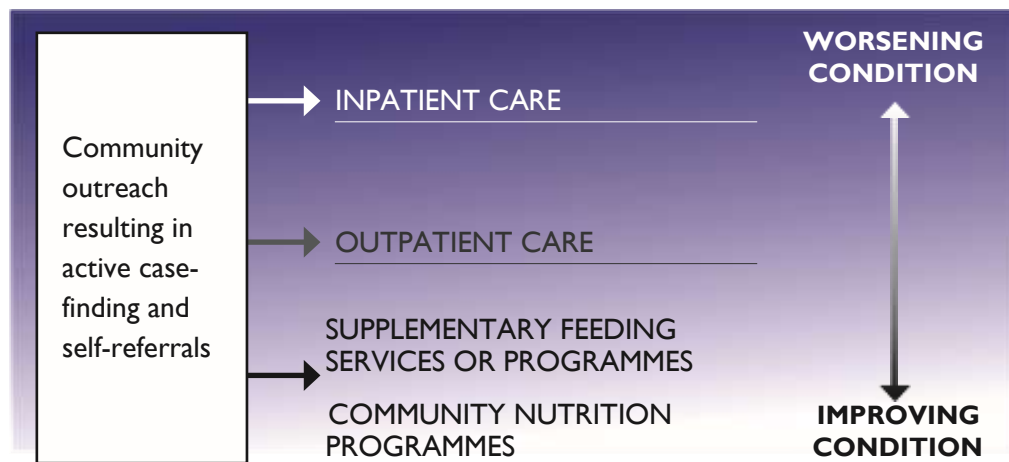 Community
outreach
resulting in
active case-
finding and
self-referrals
INPATIENT CARE
OUTPATIENT CARE
SUPPLEMENTARY FEEDING
SERVICES OR PROGRAMMES
COMMUNITY NUTRITION
PROGRAMMES
WORSENING
CONDITION
IMPROVING
CONDITION